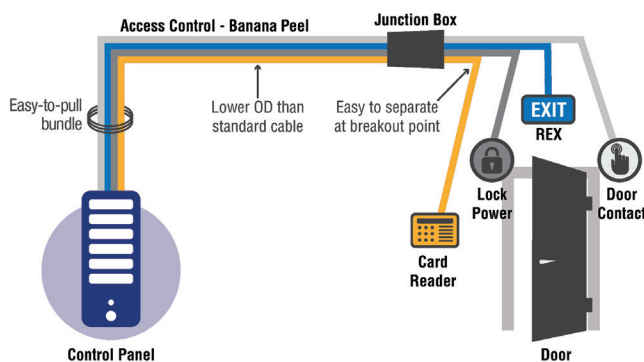 Access Control - Banana Peel
Junction Box
Easy-to-pull
bundle
Lower OD than
standard cable
Easy to separate
at breakout point
EXIT
REX
Lock
Power
Door
Contact
Card
Reader
Control Panel
Door